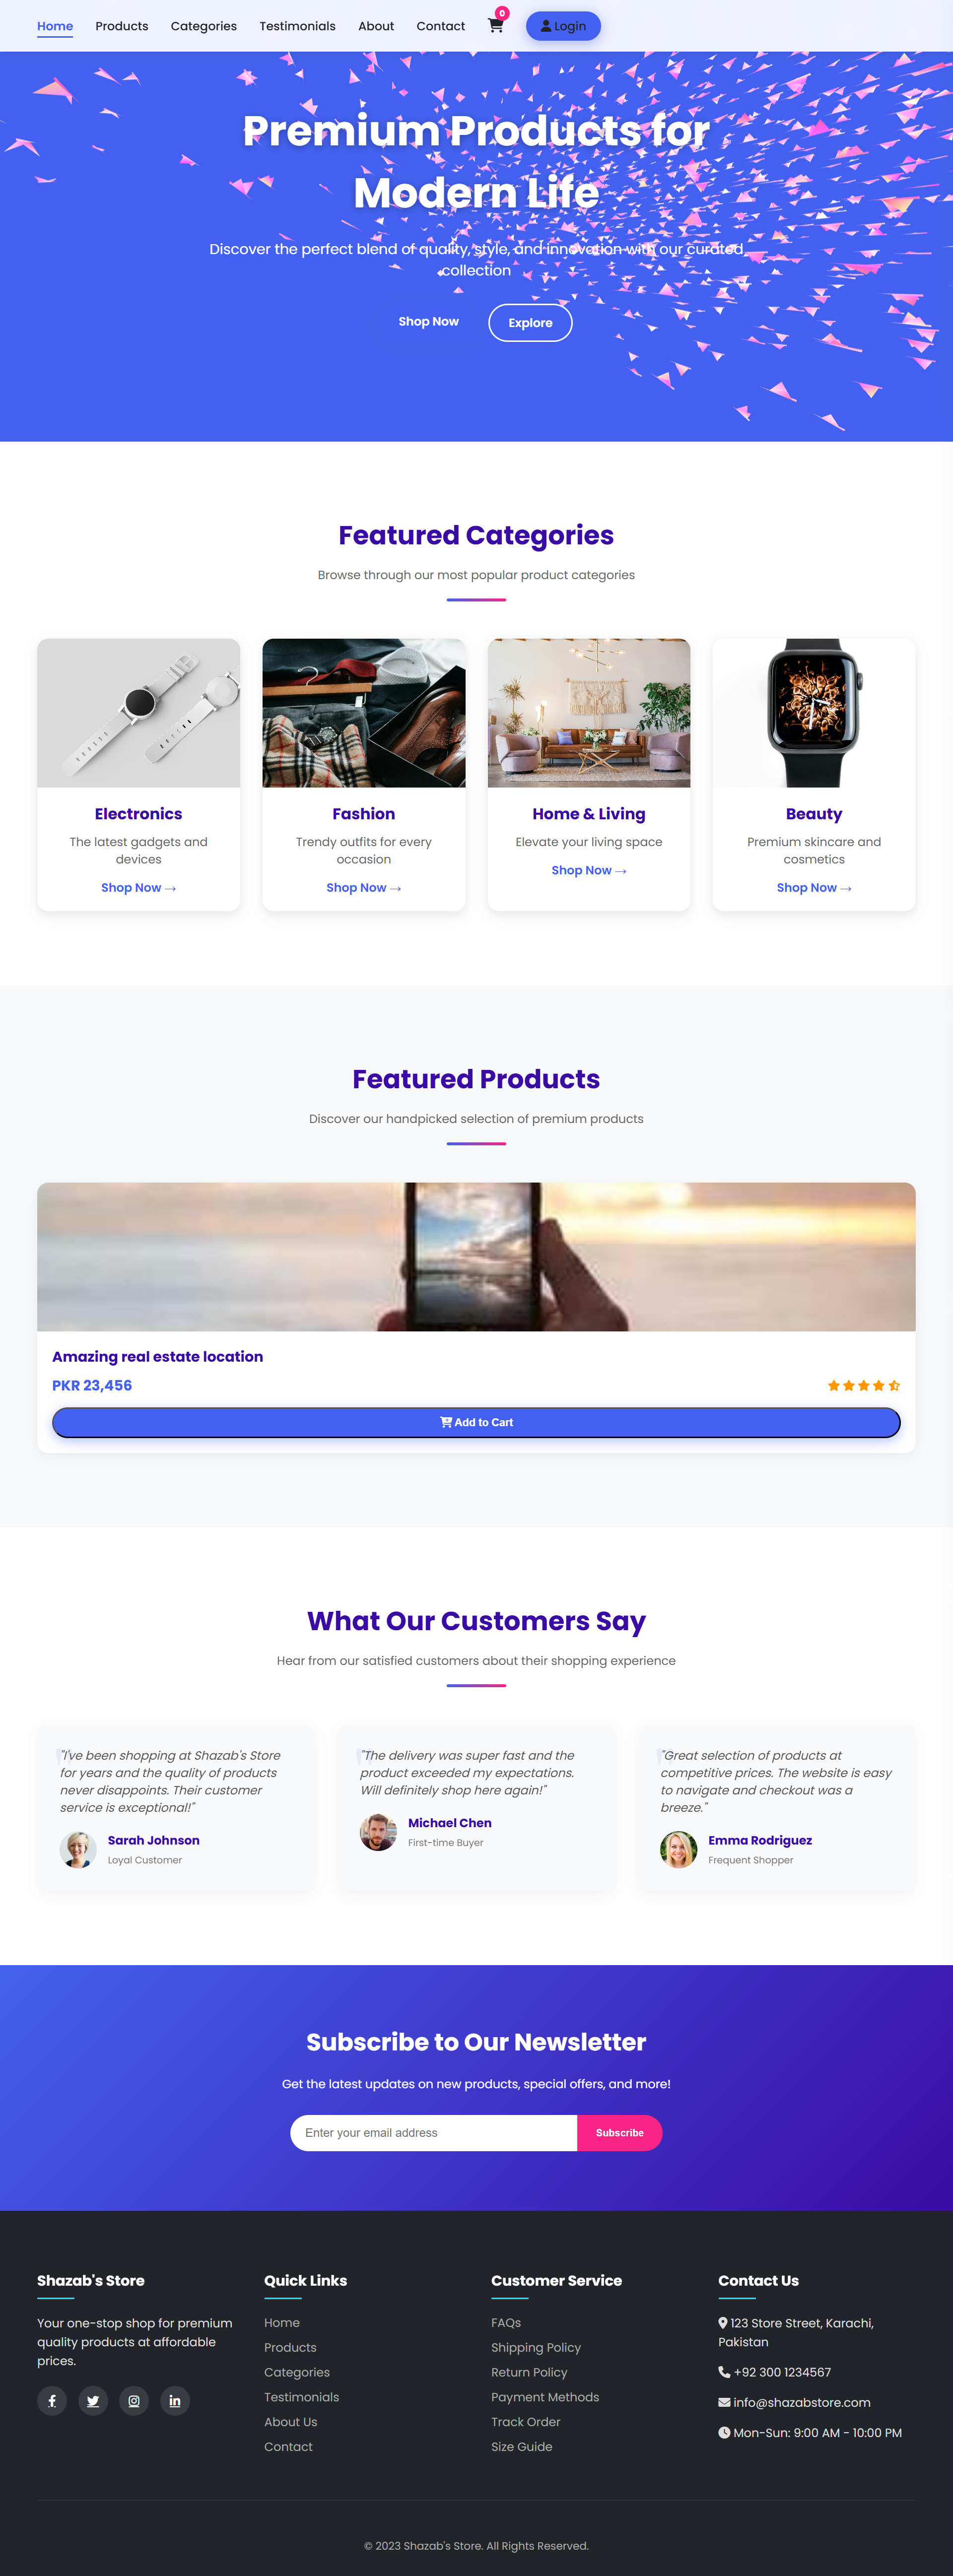 Home Products Categories Testimonials About Contact 0 Login
Premium Products for
Modern Life
Discover the perfect blend of quality, style, and innovation with our curated
collection
Shop Now Explore
Featured Categories
Browse through our most popular product categories
Electronics
The latest gadgets and
devices
Shop Now →
Fashion
Trendy outfits for every
occasion
Shop Now →
Home & Living
Elevate your living space
Shop Now →
Beauty
Premium skincare and
cosmetics
Shop Now →
Featured Products
Discover our handpicked selection of premium products
Amazing real estate location
PKR 23,456
Add to Cart
What Our Customers Say
Hear from our satisfied customers about their shopping experience
"I've been shopping at Shazab's Store
for years and the quality of products
never disappoints. Their customer
service is exceptional!"
Sarah Johnson
Loyal Customer
"The delivery was super fast and the
product exceeded my expectations.
Will definitely shop here again!"
Michael Chen
First-time Buyer
"Great selection of products at
competitive prices. The website is easy
to navigate and checkout was a
breeze."
Emma Rodriguez
Frequent Shopper
Subscribe to Our Newsletter
Get the latest updates on new products, special offers, and more!
Enter your email address Subscribe
Shazab's Store
Your one-stop shop for premium
quality products at affordable
prices.
Quick Links
Home
Products
Categories
Testimonials
About Us
Contact
Customer Service
FAQs
Shipping Policy
Return Policy
Payment Methods
Track Order
Size Guide
Contact Us
123 Store Street, Karachi,
Pakistan
+92 300 1234567
info@shazabstore.com
Mon-Sun: 9:00 AM - 10:00 PM
© 2023 Shazab's Store. All Rights Reserved.